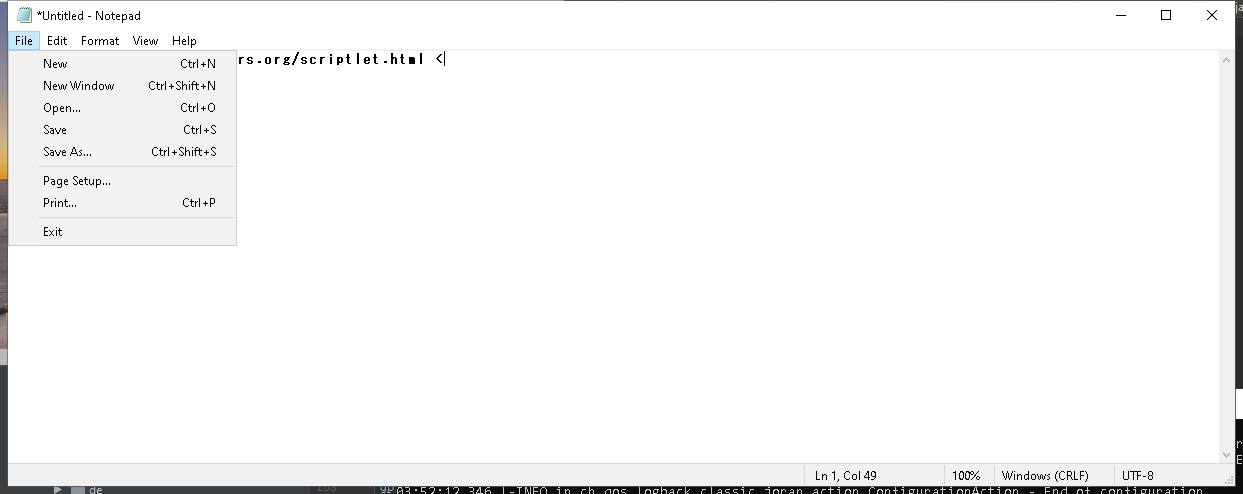 *Untitled - Notepad
File Edit Format View Help
rs.org/scriptlet.html <
New Ctrl+N
New Window Ctrl+Shift+N
Open... Ctrl+O
Save Ctrl+S
Save As... Ctrl+Shift+S
Page Setup...
Print... Ctrl+P
Exit
Ln 1, Col 49 100% Windows (CRLF) UTF-8
de
03:52:12,346 |-INFO in ch.qos.logback.classic.joran.action.ConfigurationAction - End of configuration.